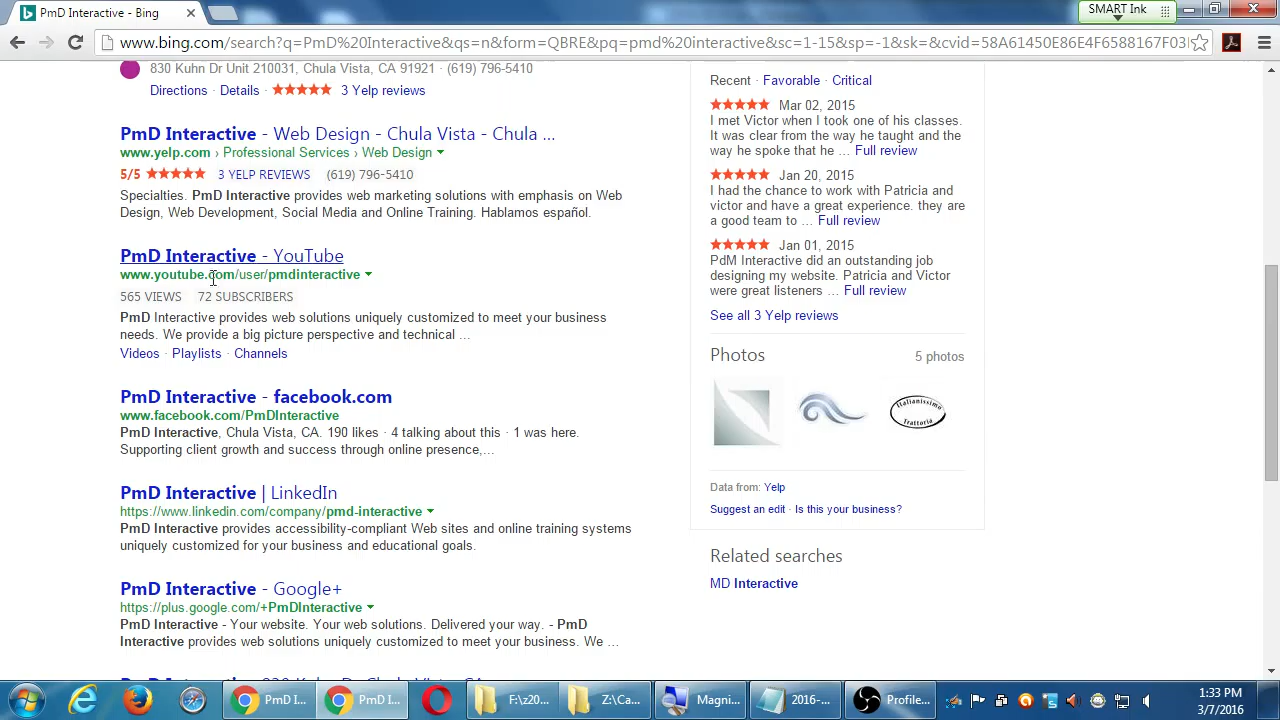 PmD Interactive - Bing
SMART Ink
www.bing.com/search?q=PmD%20Interactive&qs=n&form=QBRE&pq=pmd%20interactive&sc=1-15&sp=-1&sk=&cvid=58A61450E86E4F6588167F03
830 Kuhn Dr Unit 210031, Chula Vista, CA 91921 · (619) 796-5410
Directions · Details · 3 Yelp reviews
PmD Interactive - Web Design - Chula Vista - Chula ...
www.yelp.com › Professional Services › Web Design
5/5 3 YELP REVIEWS (619) 796-5410
Specialties. PmD Interactive provides web marketing solutions with emphasis on Web
Design, Web Development, Social Media and Online Training. Hablamos español.
PmD Interactive - YouTube
www.youtube.com/user/pmdinteractive
565 VIEWS 72 SUBSCRIBERS
PmD Interactive provides web solutions uniquely customized to meet your business
needs. We provide a big picture perspective and technical ...
Videos · Playlists · Channels
PmD Interactive - facebook.com
www.facebook.com/PmDInteractive
PmD Interactive, Chula Vista, CA. 190 likes · 4 talking about this · 1 was here.
Supporting client growth and success through online presence,...
PmD Interactive | LinkedIn
https://www.linkedin.com/company/pmd-interactive
PmD Interactive provides accessibility-compliant Web sites and online training systems
uniquely customized for your business and educational goals.
PmD Interactive - Google+
https://plus.google.com/+PmDInteractive
PmD Interactive - Your website. Your web solutions. Delivered your way. - PmD
Interactive provides web solutions uniquely customized to meet your business. We ...
Recent · Favorable · Critical
Mar 02, 2015
I met Victor when I took one of his classes.
It was clear from the way he taught and the
way he spoke that he ... Full review
Jan 20, 2015
I had the chance to work with Patricia and
victor and have a great experience. they are
a good team to ... Full review
Jan 01, 2015
PdM Interactive did an outstanding job
designing my website. Patricia and Victor
were great listeners ... Full review
See all 3 Yelp reviews
Photos 5 photos
Italianissimo
Trattoria
Data from: Yelp
Suggest an edit · Is this your business?
Related searches
MD Interactive
PmD I...
PmD I...
F:\z20...
Z:\Ca...
Magni...
2016-...
Profile...
1:33 PM
3/7/2016